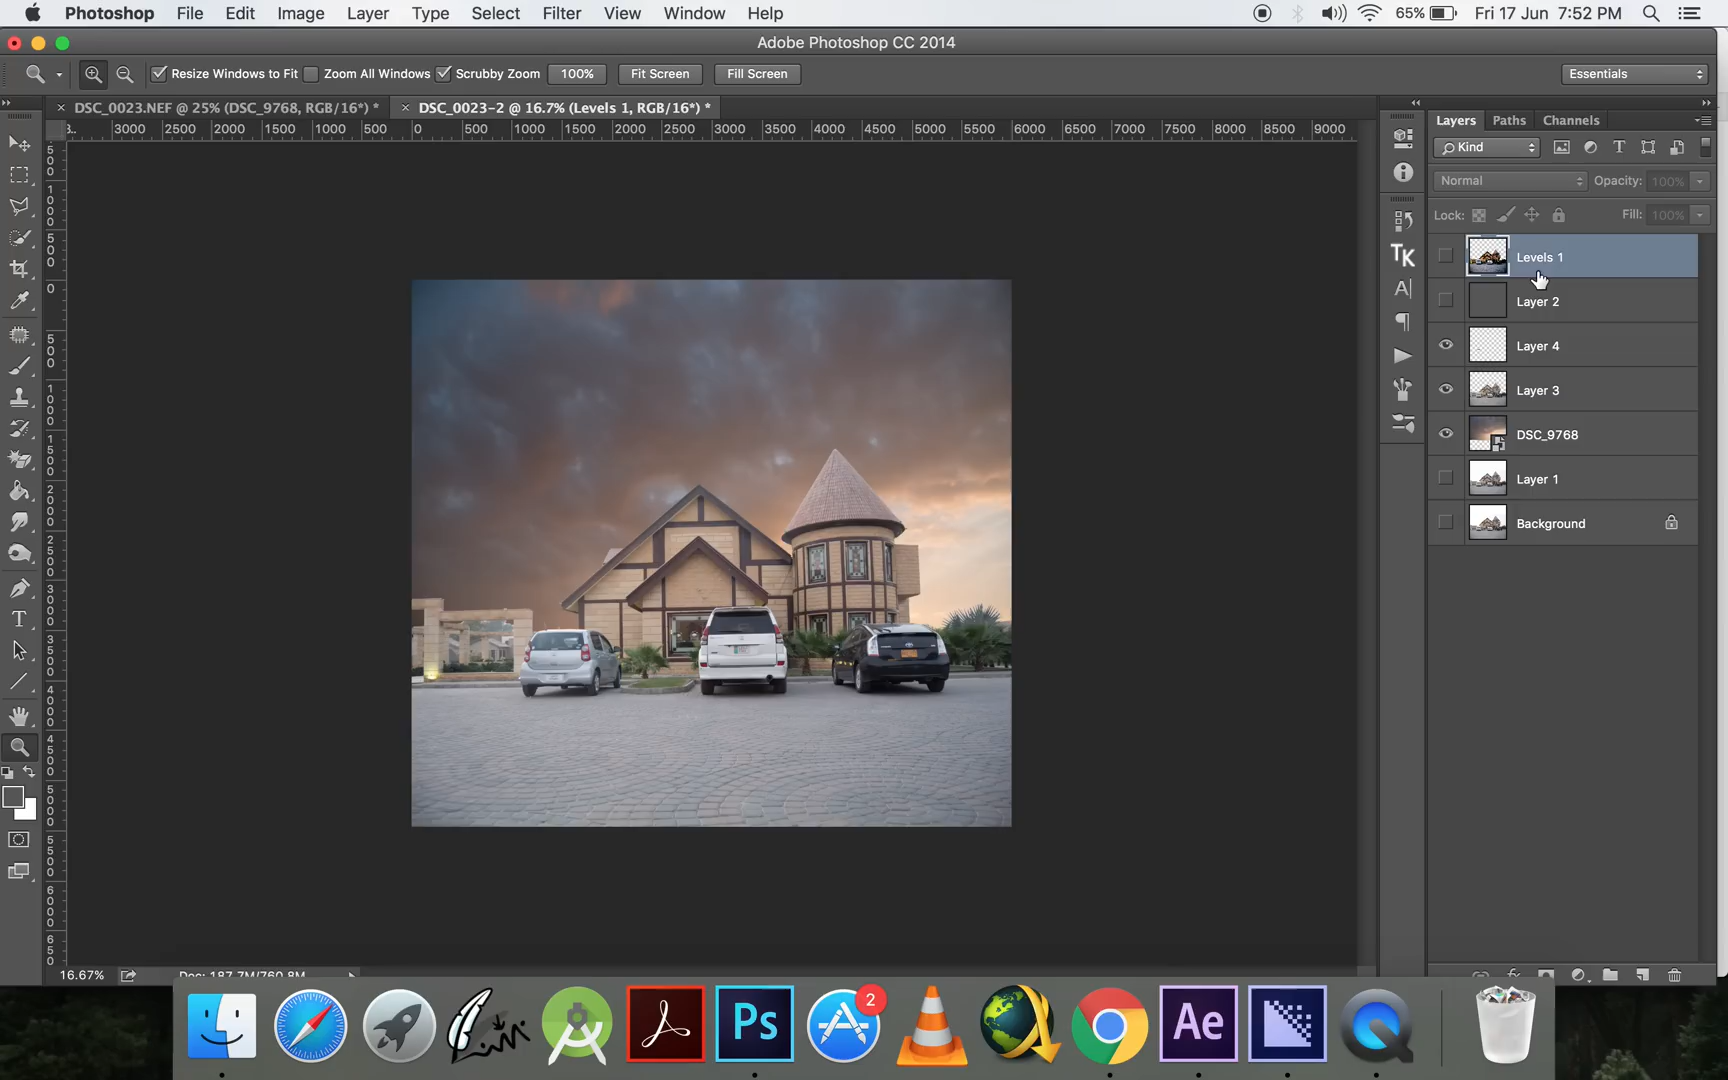 Photoshop File Edit Image Layer Type Select Filter View Window Help 65% Fri 17 Jun 7:52 PM
Adobe Photoshop CC 2014
Resize Windows to Fit Zoom All Windows Scrubby Zoom 100% Fit Screen Fill Screen Essentials
× DSC_0023.NEF @ 25% (DSC_9768, RGB/16*) * × DSC_0023-2 @ 16.7% (Levels 1, RGB/16*) *
3000 2500 2000 1500 1000 500 0 500 1000 1500 2000 2500 3000 3500 4000 4500 5000 5500 6000 6500 7000 7500 8000 8500 9000
Layers Paths Channels
Kind
Normal Opacity: 100%
Lock: Fill: 100%
Levels 1
Layer 2
Layer 4
Layer 3
DSC_9768
Layer 1
Background
16.67% Doc: 187.7M/760.8M
2
Ps
Ae